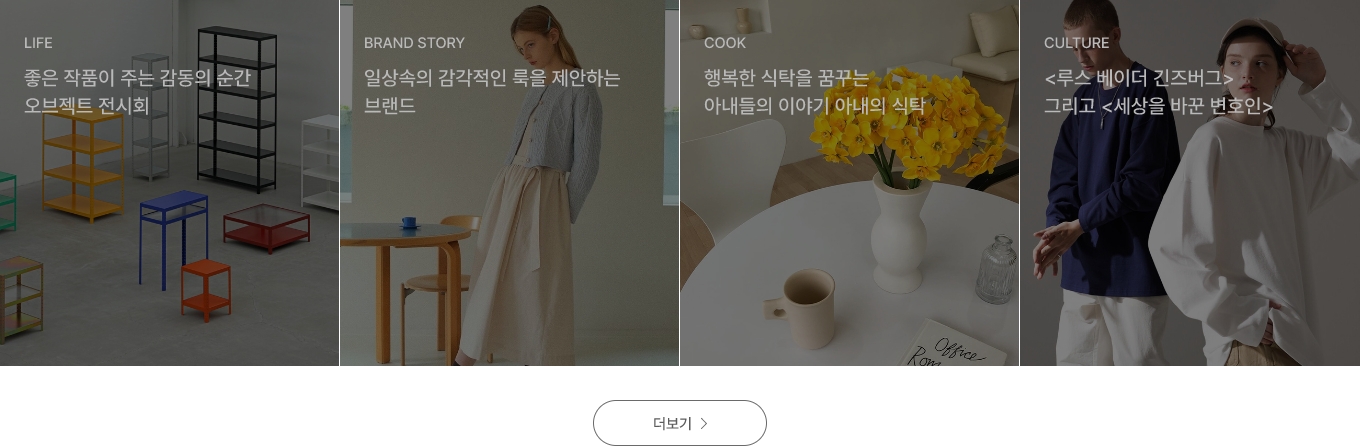 LIFE
좋은 작품이 주는 감동의 순간
오브젝트 전시회
BRAND STORY
일상속의 감각적인 룩을 제안하는
브랜드
COOK
행복한 식탁을 꿈꾸는
아내들의 이야기 아내의 식탁
Office
Rom
CULTURE
<루스 베이더 긴즈버그>
그리고 <세상을 바꾼 변호인>
더보기 >